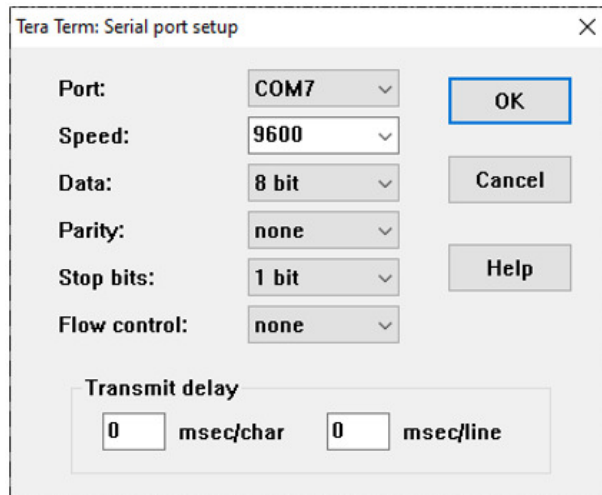 Tera Term: Serial port setup
Port: COM7
OK
Speed: 9600
Data: 8 bit
Cancel
Parity: none
Stop bits: 1 bit
Help
Flow control: none
Transmit delay
0 msec/char 0 msec/line